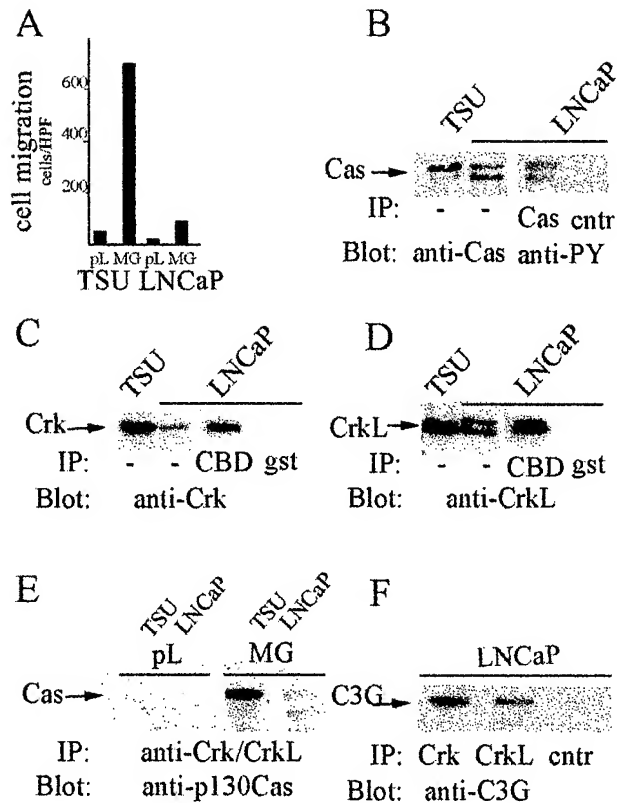 A
cell migration
cells/HPF
600
400
200
pL MG pL MG
TSU LNCaP
B
TSU LNCaP
Cas
IP: - - Cas cntr
Blot: anti-Cas anti-PY
C
TSU LNCaP
Crk
IP: - - CBD gst
Blot: anti-Crk
D
TSU LNCaP
CrkL
IP: - - CBD gst
Blot: anti-CrkL
E
TSU LNCaP TSU LNCaP
pL MG
Cas
IP: anti-Crk/CrkL
Blot: anti-p130Cas
F
LNCaP
C3G
IP: Crk CrkL cntr
Blot: anti-C3G